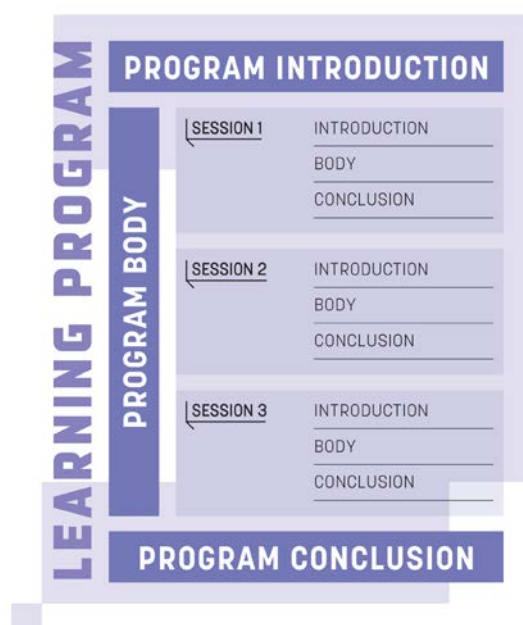 LEARNING PROGRAM
PROGRAM INTRODUCTION
PROGRAM BODY
SESSION 1
INTRODUCTION
BODY
CONCLUSION
SESSION 2
INTRODUCTION
BODY
CONCLUSION
SESSION 3
INTRODUCTION
BODY
CONCLUSION
PROGRAM CONCLUSION